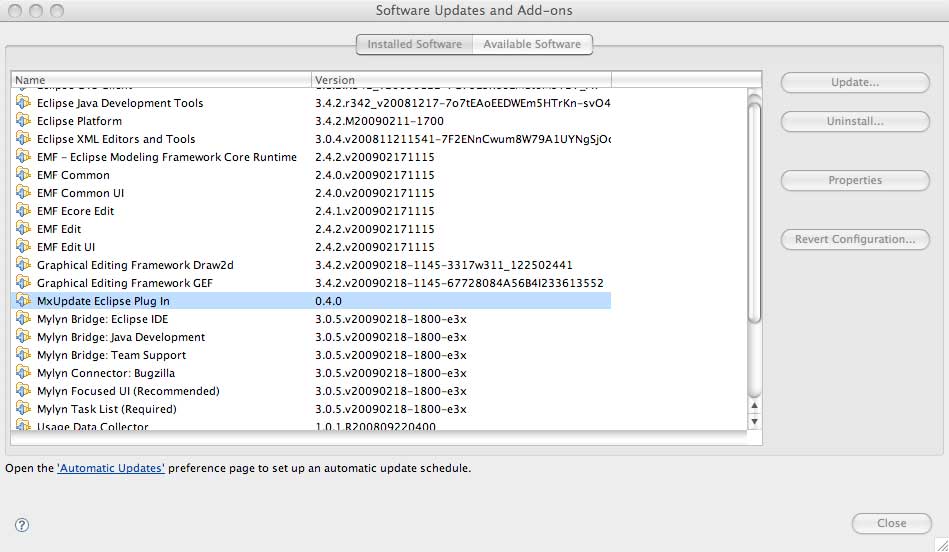 Software Updates and Add-ons
Installed Software Available Software
Name Version
Eclipse Java Development Tools 3.4.2.r342_v20081217-7o7tEAoEEDWEm5HTrKn-svO4
Eclipse Platform 3.4.2.M20090211-1700
Eclipse XML Editors and Tools 3.0.4.v200811211541-7F2ENnCwum8W79A1UYNgSjOc
EMF - Eclipse Modeling Framework Core Runtime 2.4.2.v200902171115
EMF Common 2.4.0.v200902171115
EMF Common UI 2.4.0.v200902171115
EMF Ecore Edit 2.4.1.v200902171115
EMF Edit 2.4.2.v200902171115
EMF Edit UI 2.4.2.v200902171115
Graphical Editing Framework Draw2d 3.4.2.v20090218-1145-3317w311_122502441
Graphical Editing Framework GEF 3.4.2.v20090218-1145-67728084A56B4I233613552
MxUpdate Eclipse Plug In 0.4.0
Mylyn Bridge: Eclipse IDE 3.0.5.v20090218-1800-e3x
Mylyn Bridge: Java Development 3.0.5.v20090218-1800-e3x
Mylyn Bridge: Team Support 3.0.5.v20090218-1800-e3x
Mylyn Connector: Bugzilla 3.0.5.v20090218-1800-e3x
Mylyn Focused UI (Recommended) 3.0.5.v20090218-1800-e3x
Mylyn Task List (Required) 3.0.5.v20090218-1800-e3x
Usage Data Collector 1.0.1.R200809220400
Update...
Uninstall...
Properties
Revert Configuration...
Open the 'Automatic Updates' preference page to set up an automatic update schedule.
?
Close